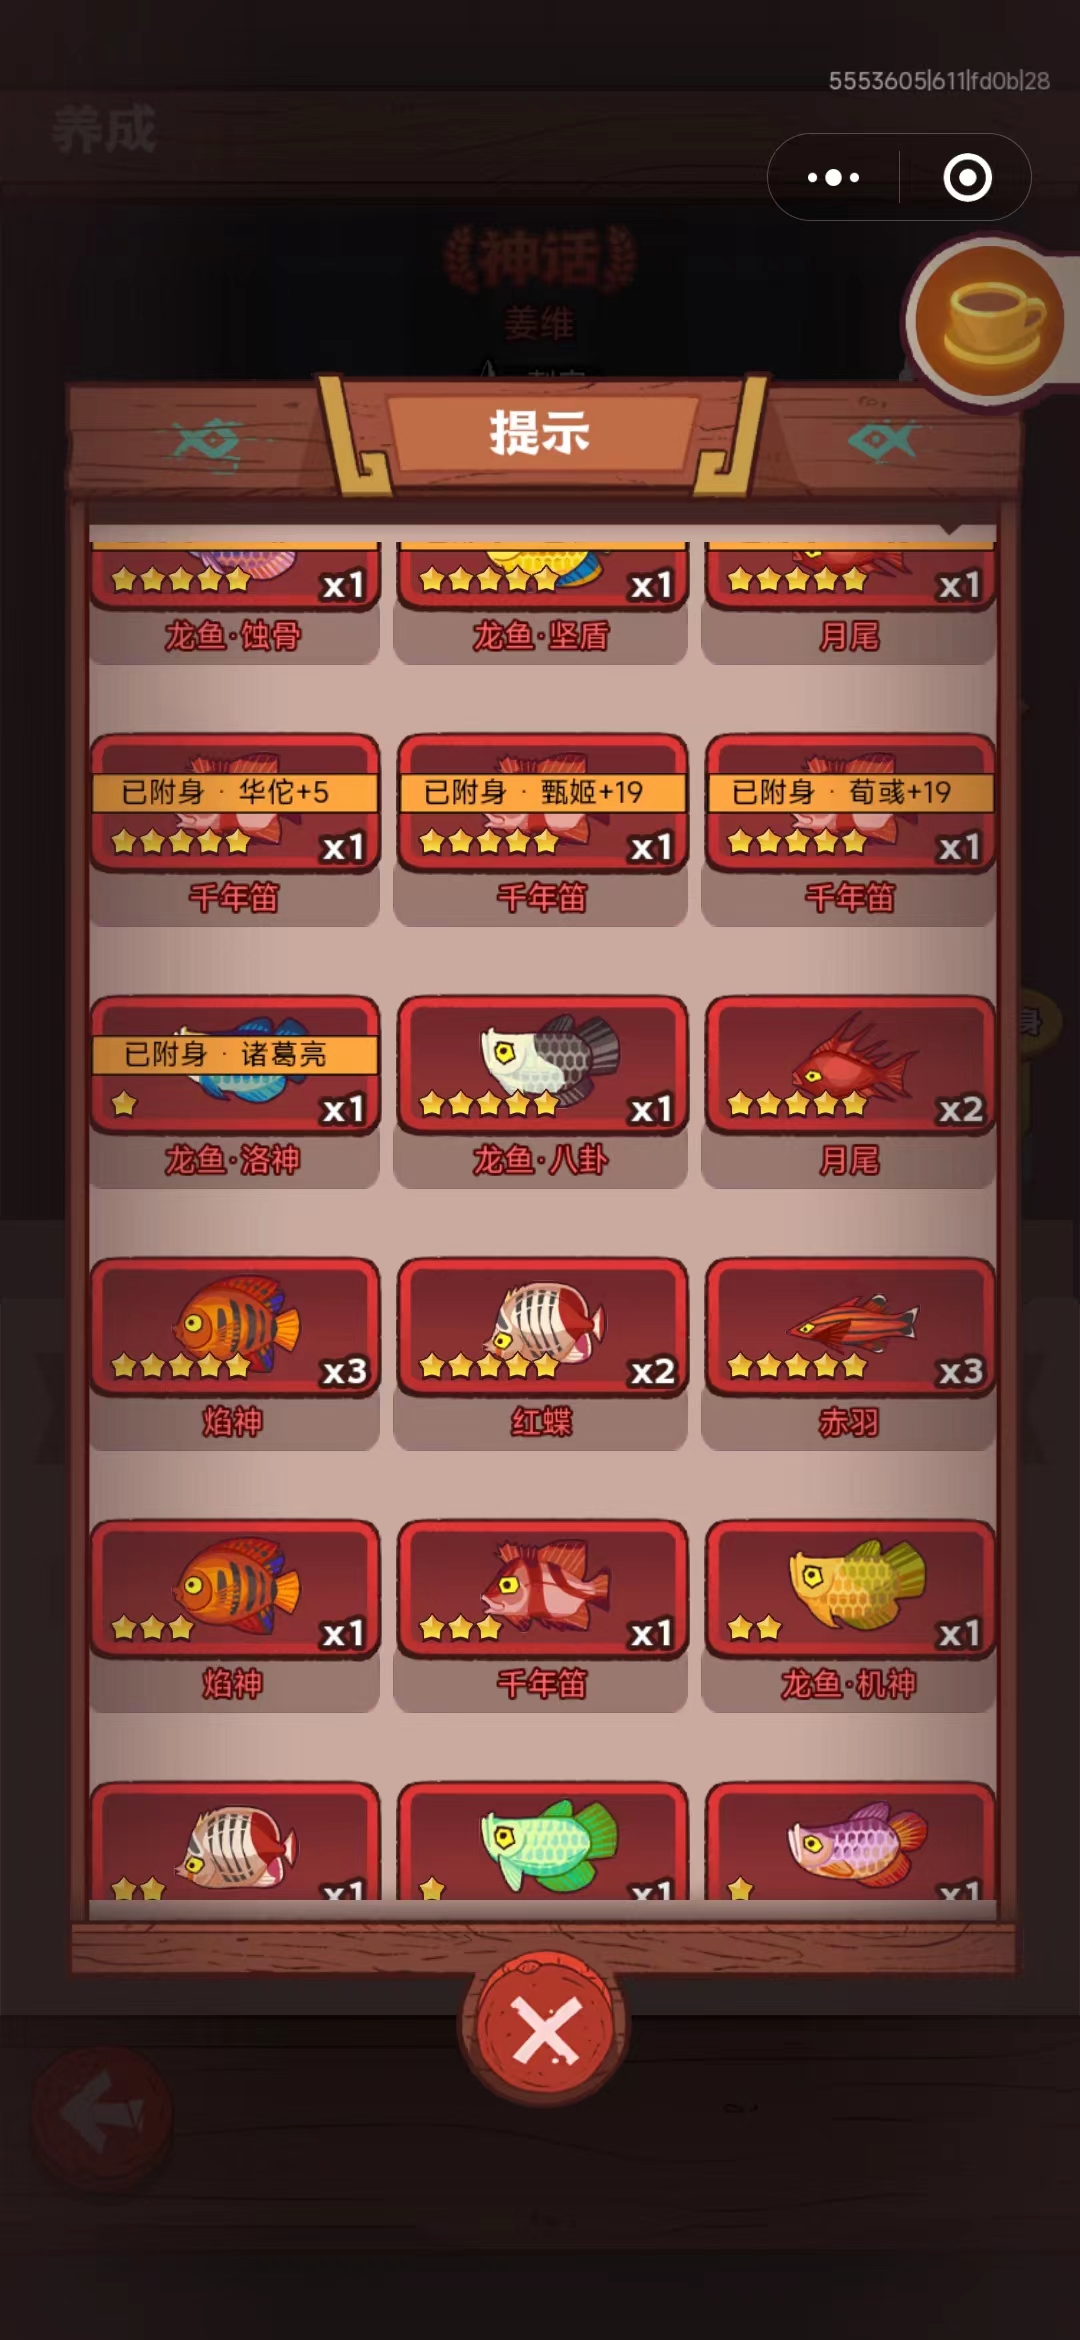 5553605|611|fd0b|28
养成
神话
姜维
提示
x1
x1
x1
龙鱼·蚀骨
龙鱼·坚盾
月尾
已附身 · 华佗+5
已附身 · 甄姬+19
已附身 · 荀彧+19
x1
x1
x1
千年笛
千年笛
千年笛
已附身 · 诸葛亮
x1
x1
x2
龙鱼·洛神
龙鱼·八卦
月尾
x3
x2
x3
焰神
红蝶
赤羽
x1
x1
x1
焰神
千年笛
龙鱼·机神
x1
x1
x1